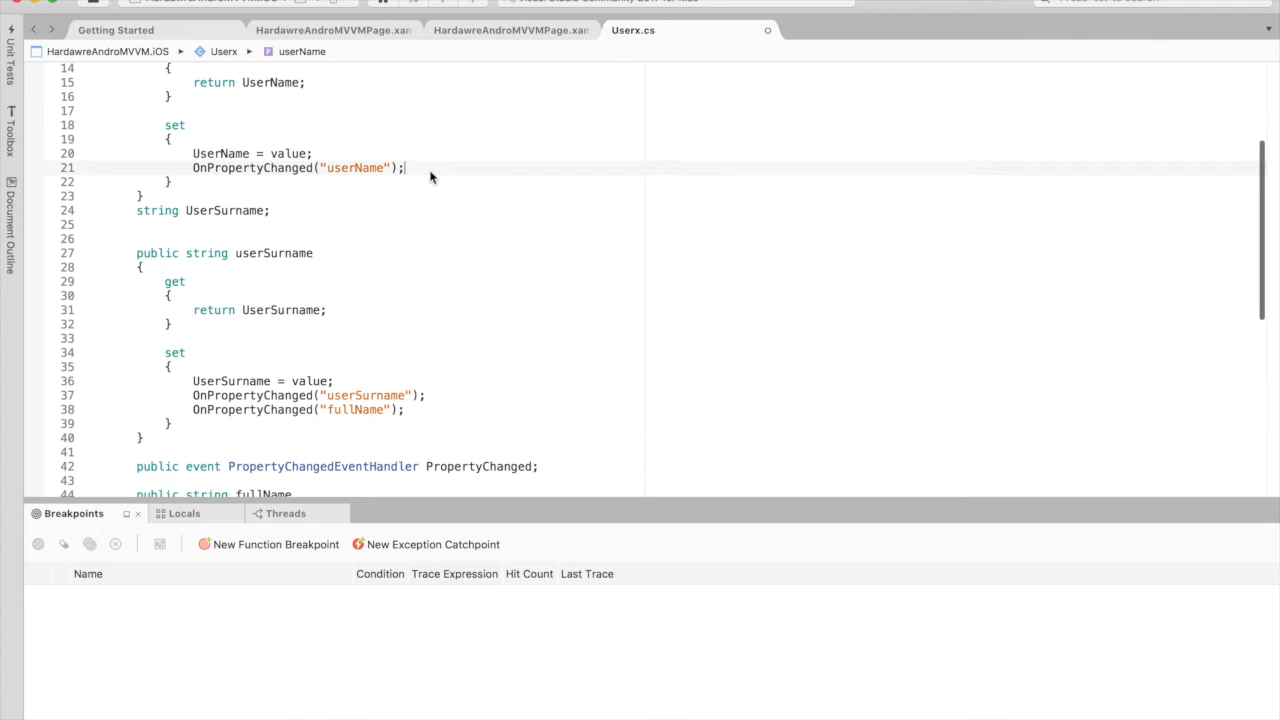 Getting Started
HardawreAndroMVVMPage.xan
HardawreAndroMVVMPage.xan
Userx.cs
HardawreAndroMVVM.iOS
Userx
userName
Unit Tests
Toolbox
Document Outline
14 {
15 return UserName;
16 }
17
18 set
19 {
20 UserName = value;
21 OnPropertyChanged("userName");
22 }
23 }
24 string UserSurname;
25
26
27 public string userSurname
28 {
29 get
30 {
31 return UserSurname;
32 }
33
34 set
35 {
36 UserSurname = value;
37 OnPropertyChanged("userSurname");
38 OnPropertyChanged("fullName");
39 }
40 }
41
42 public event PropertyChangedEventHandler PropertyChanged;
43
44 public string fullName
Breakpoints
Locals
Threads
New Function Breakpoint
New Exception Catchpoint
Name
Condition
Trace Expression
Hit Count
Last Trace